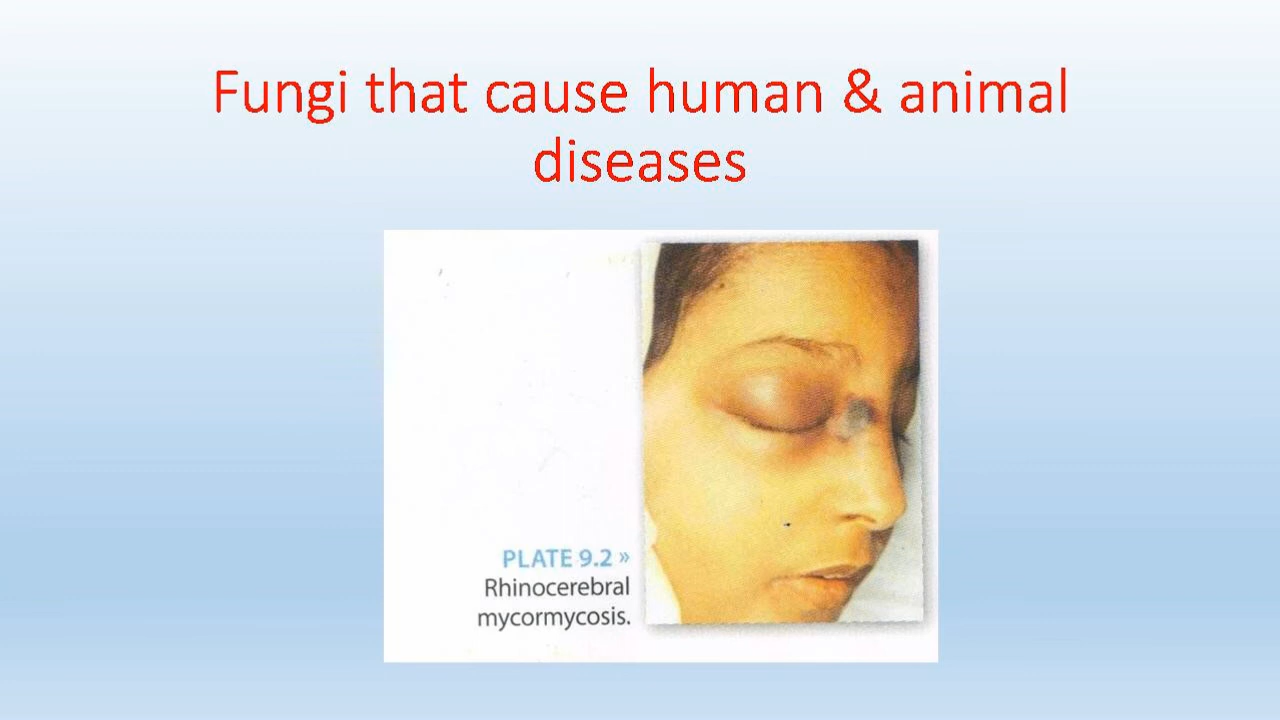 Fungi that cause human & animal
diseases
PLATE 9.2 »
Rhinocerebral
mycormycosis.